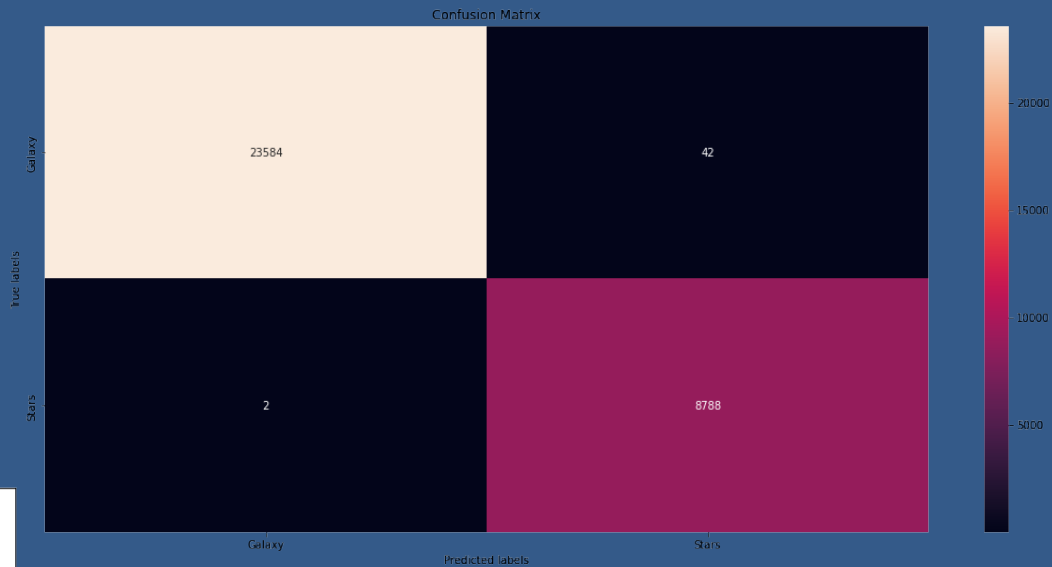 Confusion Matrix
20000
Galaxy
23584
42
15000
True labels
10000
Stars
2
8788
5000
Galaxy
Stars
Predicted labels